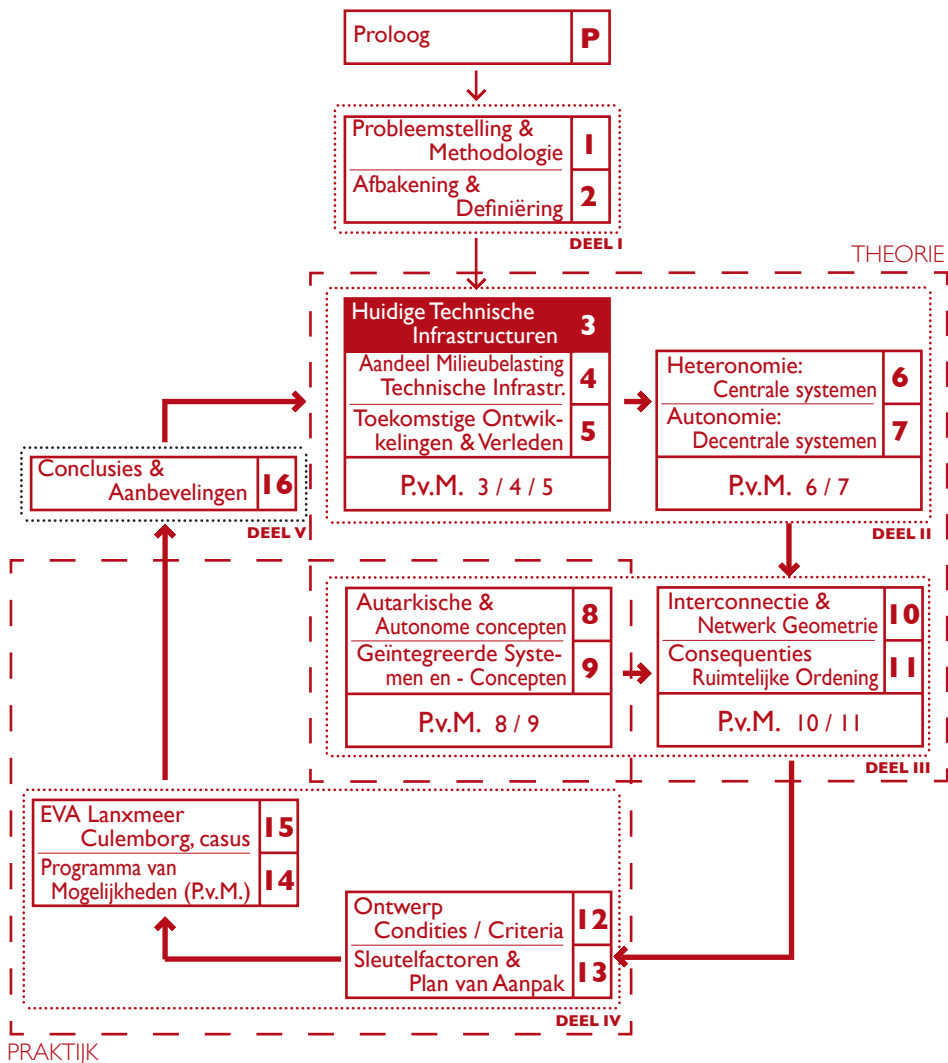 Proloog P
Probleemstelling &
Methodologie 1
Afbakening &
Definiëring 2
DEEL I
THEORIE
Huidige Technische
Infrastructuren 3
Aandeel Milieubelasting
Technische Infrastr. 4
Toekomstige Ontwik-
kkelingen & Verleden 5
P.v.M. 3 / 4 / 5
Heteronomie:
Centrale systemen 6
Autonomie:
Decentrale systemen 7
P.v.M. 6 / 7
DEEL II
Conclusies &
Aanbevelingen 16
DEEL V
Autarkische &
Autonome concepten 8
Geïntegreerde Syste-
men en - Concepten 9
P.v.M. 8 / 9
Interconnectie &
Netwerk Geometrie 10
Consequenties
Ruimtelijke Ordening 11
P.v.M. 10 / 11
DEEL III
EVA Lanxmeer
Culemborg, casus 15
Programma van
Mogelijkheden (P.v.M.) 14
Ontwerp
Condities / Criteria 12
Sleutelfactoren &
Plan van Aanpak 13
DEEL IV
PRAKTIJK